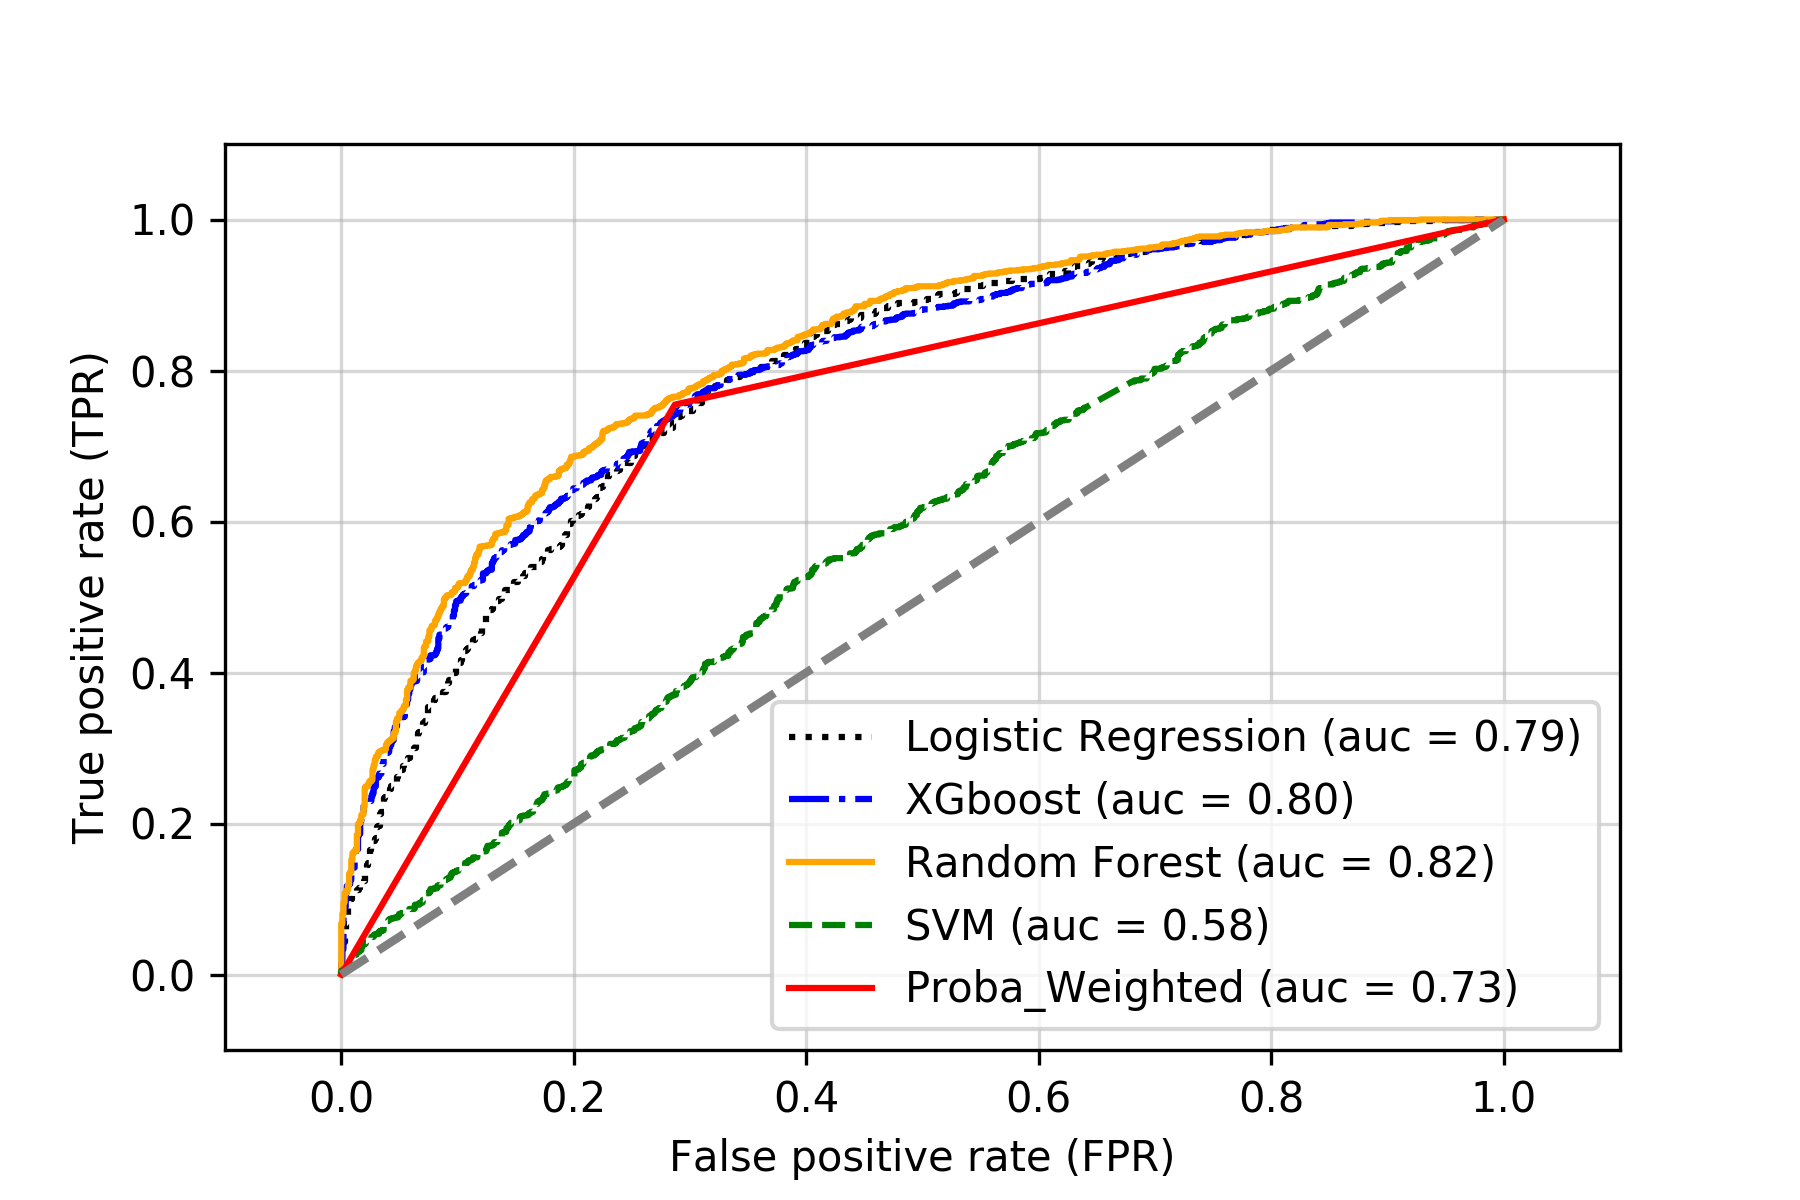 1.0
0.8
0.6
0.4
0.2
0.0
True positive rate (TPR)
Logistic Regression (auc = 0.79)
XGboost (auc = 0.80)
Random Forest (auc = 0.82)
SVM (auc = 0.58)
Proba_Weighted (auc = 0.73)
0.0 0.2 0.4 0.6 0.8 1.0
False positive rate (FPR)